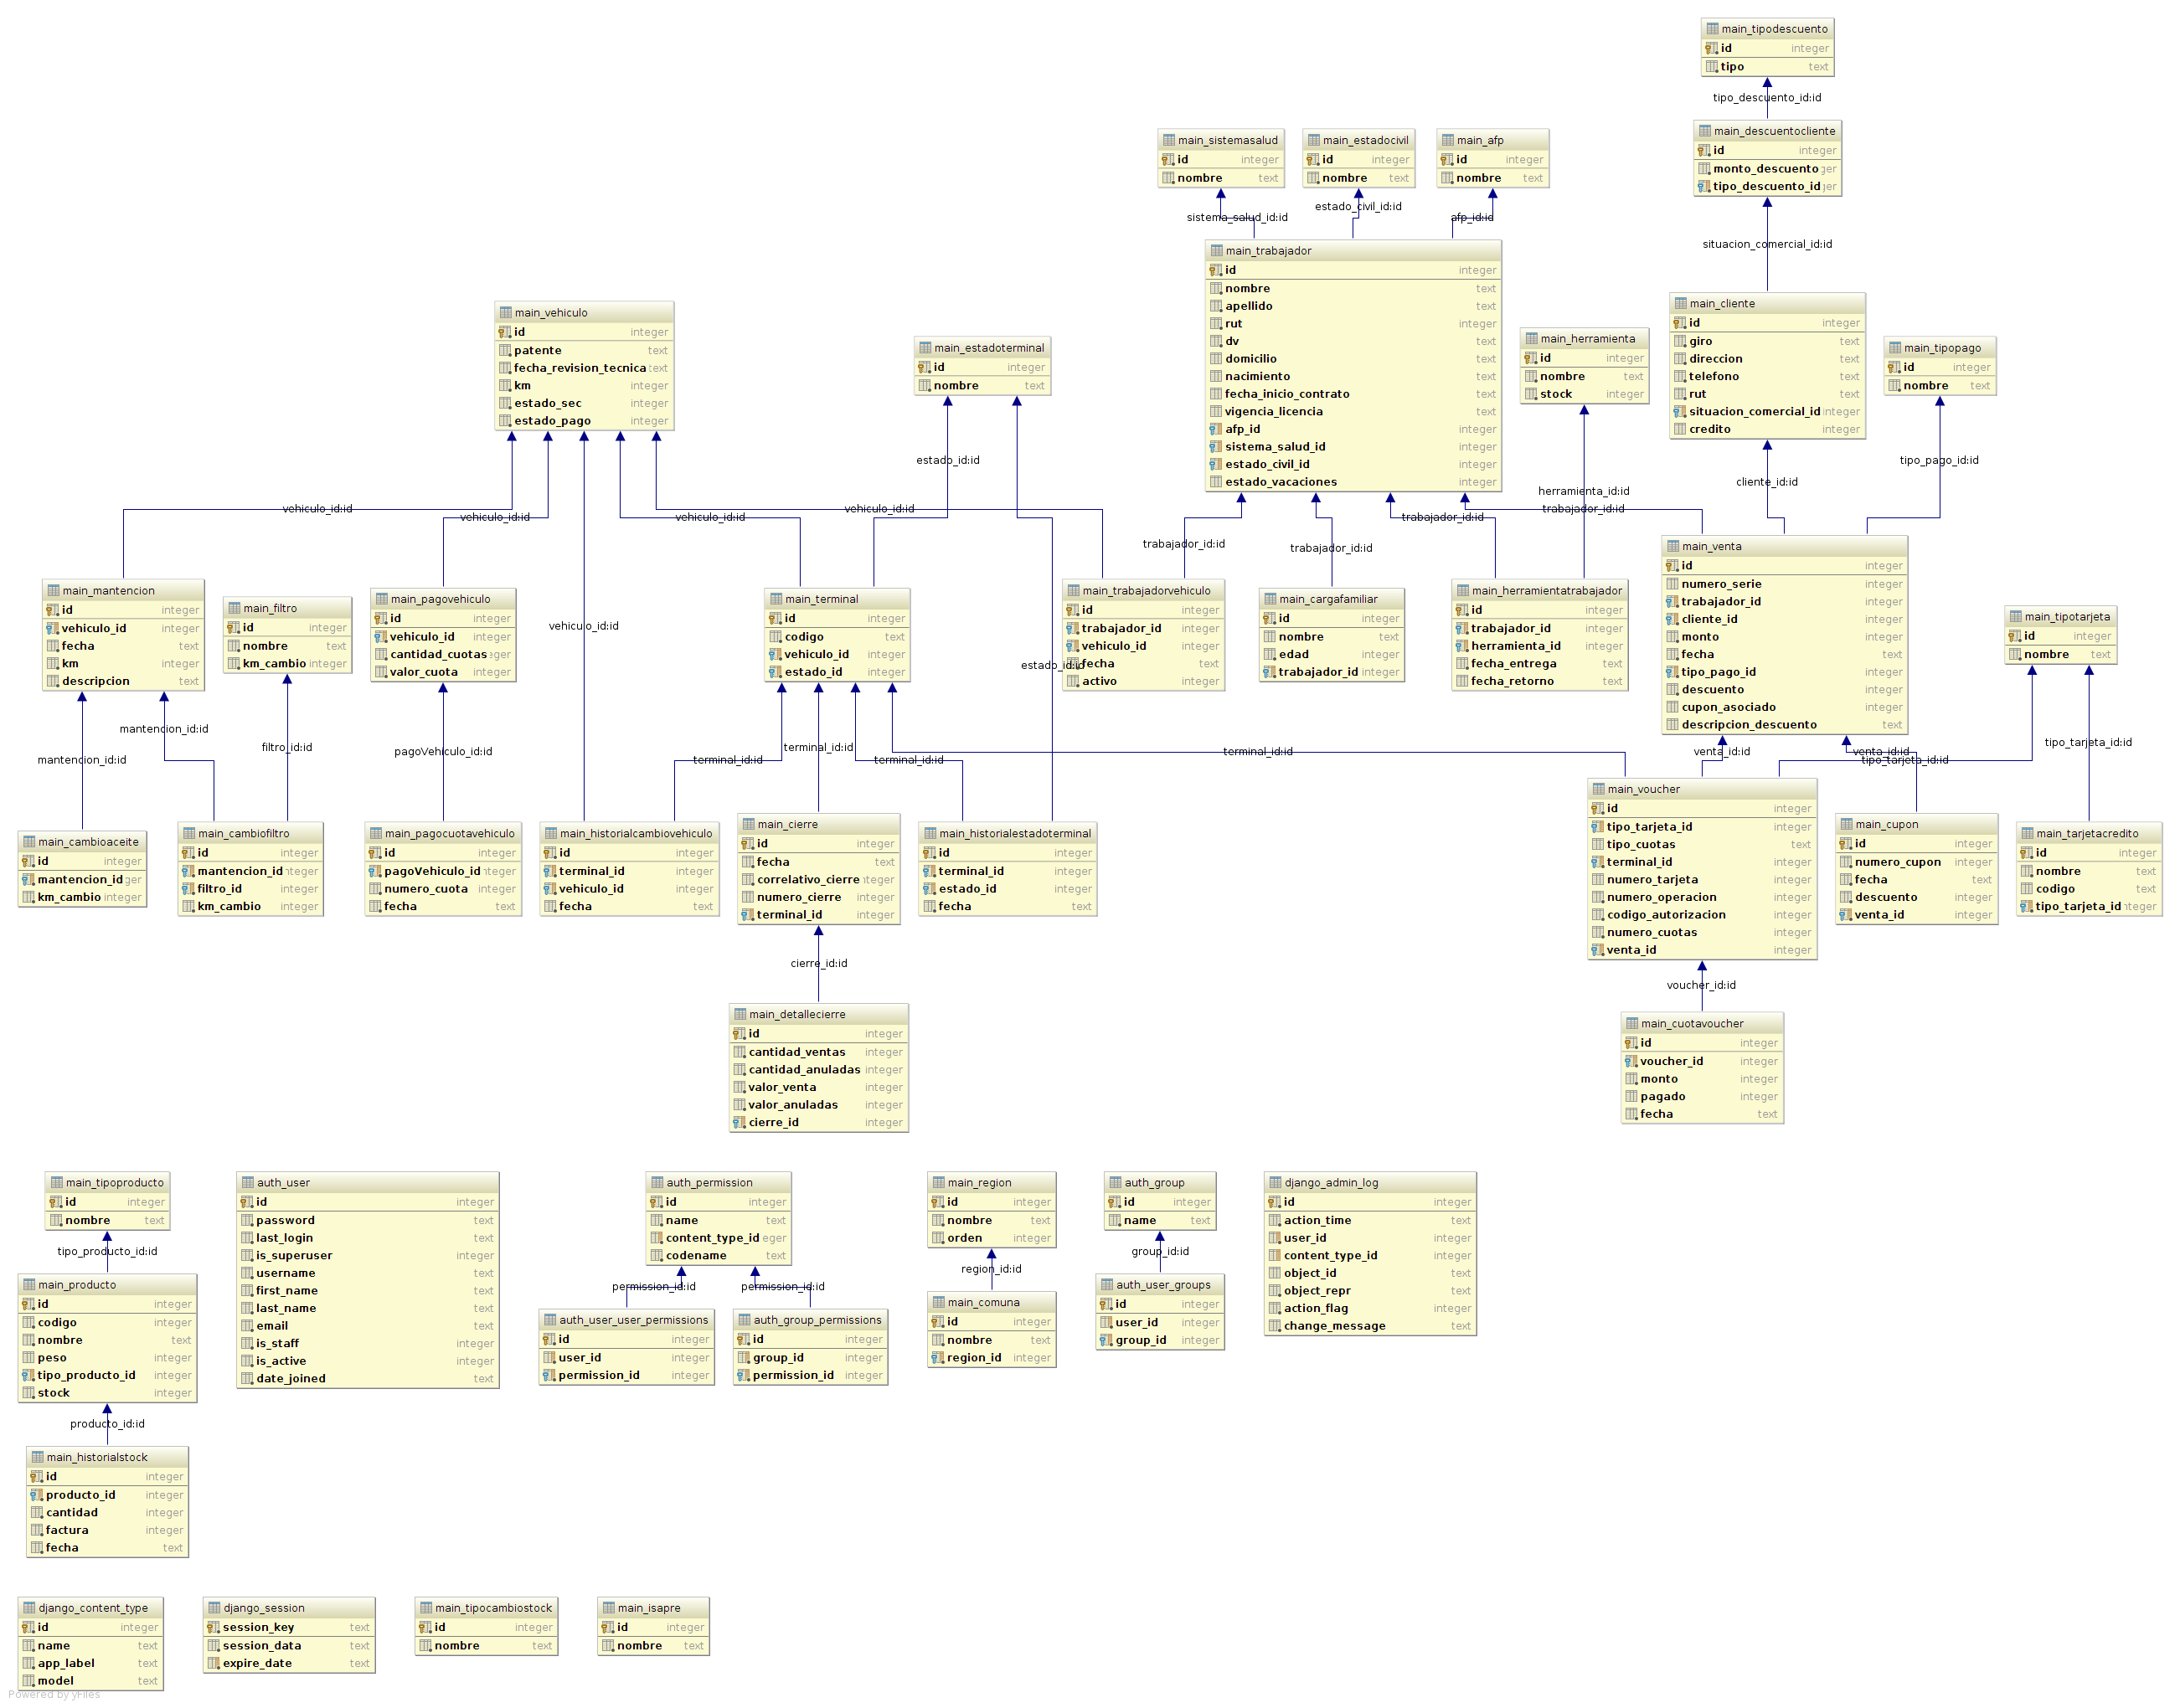 main_tipodescuento
id integer
tipo text
tipo_descuento_id:id
main_descuentocliente
id integer
monto_descuento ger
tipo_descuento_id ger
situacion_comercial_id:id
main_sistemasalud
id integer
nombre text
main_estadocivil
id integer
nombre text
main_afp
id integer
nombre text
sistema_salud_id:id
estado_civil_id:id
afp_id:id
main_trabajador
id integer
nombre text
apellido text
rut integer
dv text
domicilio text
nacimiento text
fecha_inicio_contrato text
vigencia_licencia text
afp_id integer
sistema_salud_id integer
estado_civil_id integer
estado_vacaciones integer
main_vehiculo
id integer
patente text
fecha_revision_tecnica text
km integer
estado_sec integer
estado_pago integer
main_estadoterminal
id integer
nombre text
main_herramienta
id integer
nombre text
stock integer
main_cliente
id integer
giro text
direccion text
telefono text
rut text
situacion_comercial_id integer
credito integer
main_tipopago
id integer
nombre text
estado_id:id
herramienta_id:id
cliente_id:id
tipo_pago_id:id
vehiculo_id:id
vehiculo_id:id
vehiculo_id:id
vehiculo_id:id
trabajador_id:id
trabajador_id:id
trabajador_id:id
trabajador_id:id
main_mantencion
id integer
vehiculo_id integer
fecha text
km integer
descripcion text
main_filtro
id integer
nombre text
km_cambio integer
main_pagovehiculo
id integer
vehiculo_id integer
cantidad_cuotas eger
valor_cuota integer
vehiculo_id:id
main_terminal
id integer
codigo text
vehiculo_id integer
estado_id integer
estado_id:id
main_trabajadorvehiculo
id integer
trabajador_id integer
vehiculo_id integer
fecha text
activo integer
main_cargafamiliar
id integer
nombre text
edad integer
trabajador_id integer
main_herramientatrabajador
id integer
trabajador_id integer
herramienta_id integer
fecha_entrega text
fecha_retorno text
main_venta
id integer
numero_serie integer
trabajador_id integer
cliente_id integer
monto integer
fecha text
tipo_pago_id integer
descuento integer
cupon_asociado integer
descripcion_descuento text
main_tipotarjeta
id integer
nombre text
mantencion_id:id
mantencion_id:id
filtro_id:id
pagoVehiculo_id:id
terminal_id:id
terminal_id:id
terminal_id:id
terminal_id:id
venta_id:id
venta_id:id
tipo_tarjeta_id:id
tipo_tarjeta_id:id
main_cambioaceite
id integer
mantencion_id ger
km_cambio integer
main_cambiofiltro
id integer
mantencion_id integer
filtro_id integer
km_cambio integer
main_pagocuotavehiculo
id integer
pagoVehiculo_id integer
numero_cuota integer
fecha text
main_historialcambiovehiculo
id integer
terminal_id integer
vehiculo_id integer
fecha text
main_cierre
id integer
fecha text
correlativo_cierre nteger
numero_cierre integer
terminal_id integer
main_historialestadoterminal
id integer
terminal_id integer
estado_id integer
fecha text
main_voucher
id integer
tipo_tarjeta_id integer
tipo_cuotas text
terminal_id integer
numero_tarjeta integer
numero_operacion integer
codigo_autorizacion integer
numero_cuotas integer
venta_id integer
main_cupon
id integer
numero_cupon integer
fecha text
descuento integer
venta_id integer
main_tarjetacredito
id integer
nombre text
codigo text
tipo_tarjeta_id nteger
cierre_id:id
voucher_id:id
main_detallecierre
id integer
cantidad_ventas integer
cantidad_anuladas integer
valor_venta integer
valor_anuladas integer
cierre_id integer
main_cuotavoucher
id integer
voucher_id integer
monto integer
pagado integer
fecha text
main_tipoproducto
id integer
nombre text
tipo_producto_id:id
main_producto
id integer
codigo integer
nombre text
peso integer
tipo_producto_id integer
stock integer
producto_id:id
main_historialstock
id integer
producto_id integer
cantidad integer
factura integer
fecha text
auth_user
id integer
password text
last_login text
is_superuser integer
username text
first_name text
last_name text
email text
is_staff integer
is_active integer
date_joined text
auth_permission
id integer
name text
content_type_id eger
codename text
permission_id:id
permission_id:id
auth_user_user_permissions
id integer
user_id integer
permission_id integer
auth_group_permissions
id integer
group_id integer
permission_id integer
main_region
id integer
nombre text
orden integer
region_id:id
main_comuna
id integer
nombre text
region_id integer
auth_group
id integer
name text
group_id:id
auth_user_groups
id integer
user_id integer
group_id integer
django_admin_log
id integer
action_time text
user_id integer
content_type_id integer
object_id text
object_repr text
action_flag integer
change_message text
django_content_type
id integer
name text
app_label text
model text
django_session
session_key text
session_data text
expire_date text
main_tipocambiostock
id integer
nombre text
main_isapre
id integer
nombre text
Powered by yFiles